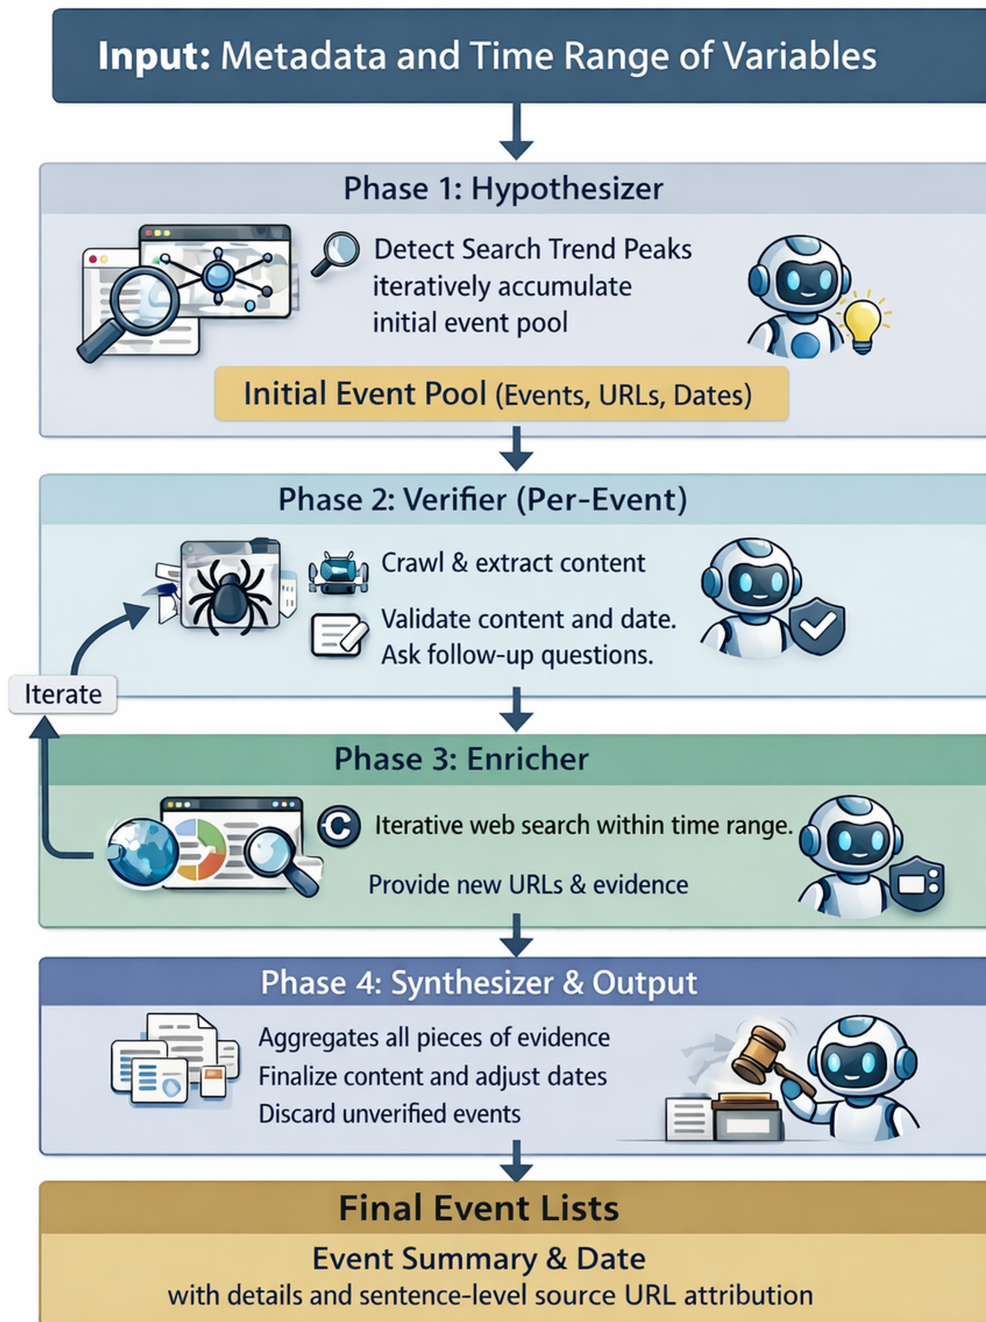 Input: Metadata and Time Range of Variables
Phase 1: Hypothesizer
Detect Search Trend Peaks
iteratively accumulate
initial event pool
Initial Event Pool (Events, URLs, Dates)
Phase 2: Verifier (Per-Event)
Crawl & extract content
Validate content and date.
Ask follow-up questions.
Iterate
Phase 3: Enricher
Iterative web search within time range.
Provide new URLs & evidence
Phase 4: Synthesizer & Output
Aggregates all pieces of evidence
Finalize content and adjust dates
Discard unverified events
Final Event Lists
Event Summary & Date
with details and sentence-level source URL attribution